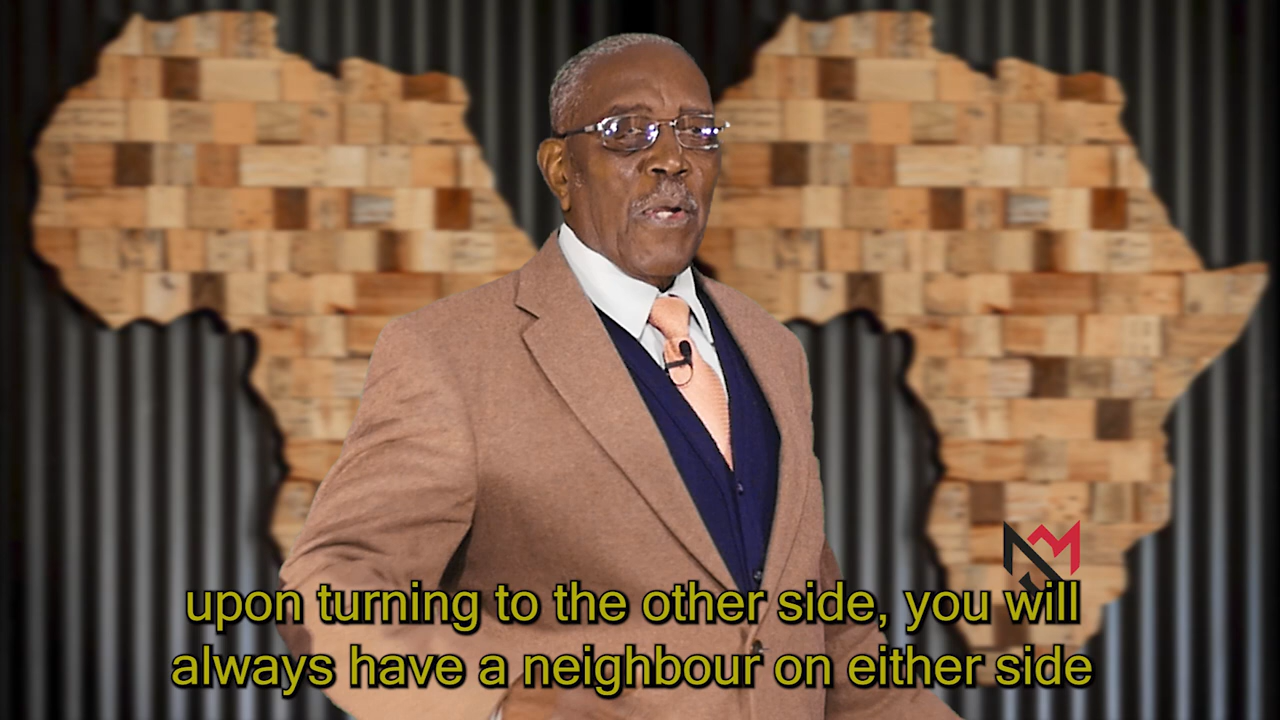 upon turning to the other side, you will
always have a neighbour on either side